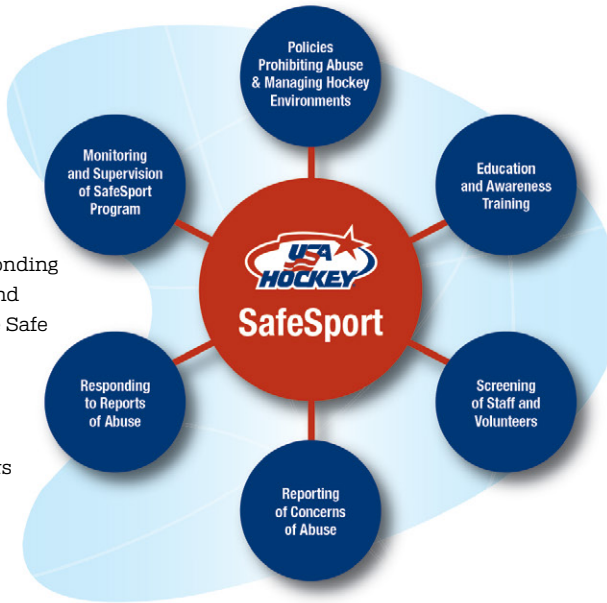 Policies
Prohibiting Abuse
& Managing Hockey
Environments
Monitoring
and Supervision
of SafeSport
Program
Education
and Awareness
Training
USA
HOCKEY
SafeSport
onding
nd
Safe
Responding
to Reports
of Abuse
Screening
of Staff and
Volunteers
s
Reporting
of Concerns
of Abuse